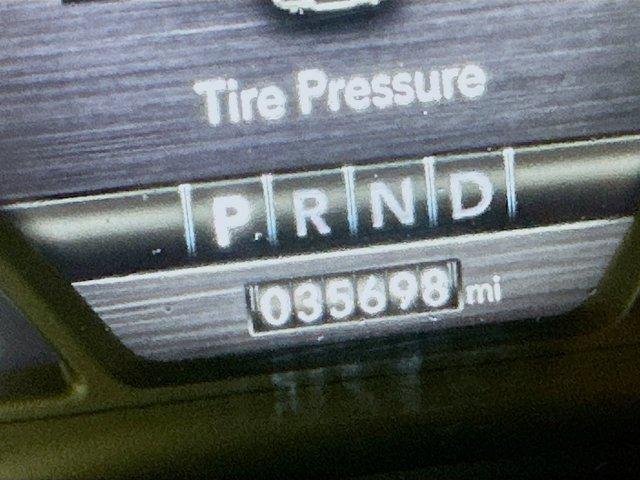 Tire Pressure
P R N D
035698 mi